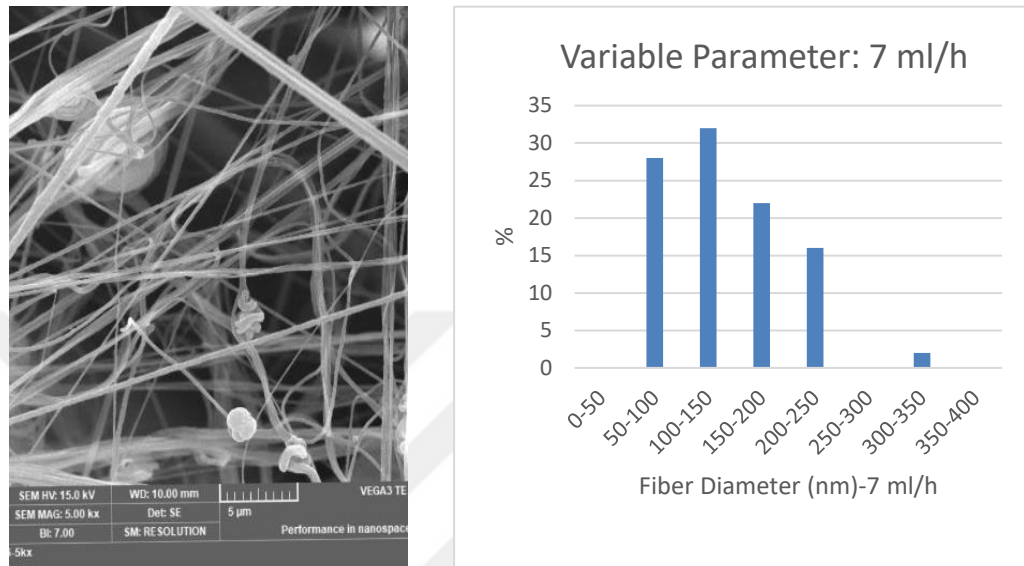 SEM HV: 15.0 kV WD: 10.00 mm VEGA3 TE
SEM MAG: 5.00 kx Det: SE 5 µm
BI: 7.00 SM: RESOLUTION Performance in nanospace
-5kx
Variable Parameter: 7 ml/h
35
30
25
20
15
10
5
0
%
0-50
50-100
100-150
150-200
200-250
250-300
300-350
350-400
Fiber Diameter (nm)-7 ml/h